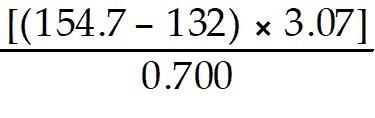 [(154.7 – 132) × 3.07]
0.700